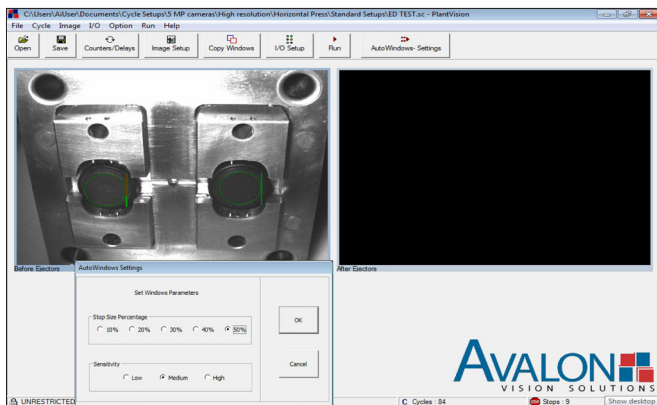 C:\Users\AiUser\Documents\Cycle Setups\5 MP cameras\High resolution\Horizontal Press\Standard Setups\ED TEST.sc - PlantVision
File Cycle Image I/O Option Run Help
Open Save Counters/Delays Image Setup Copy Windows I/O Setup Run AutoWindows- Settings
Before Ejectors After Ejectors
AutoWindows Settings
Set Windows Parameters
Stop Size Percentage
10% 20% 30% 40% 50%
OK
Sensitivity
Low Medium High
Cancel
AVALON
VISION SOLUTIONS
UNRESTRICTED C Cycles : 84 STOP Stops : 9 Show desktop